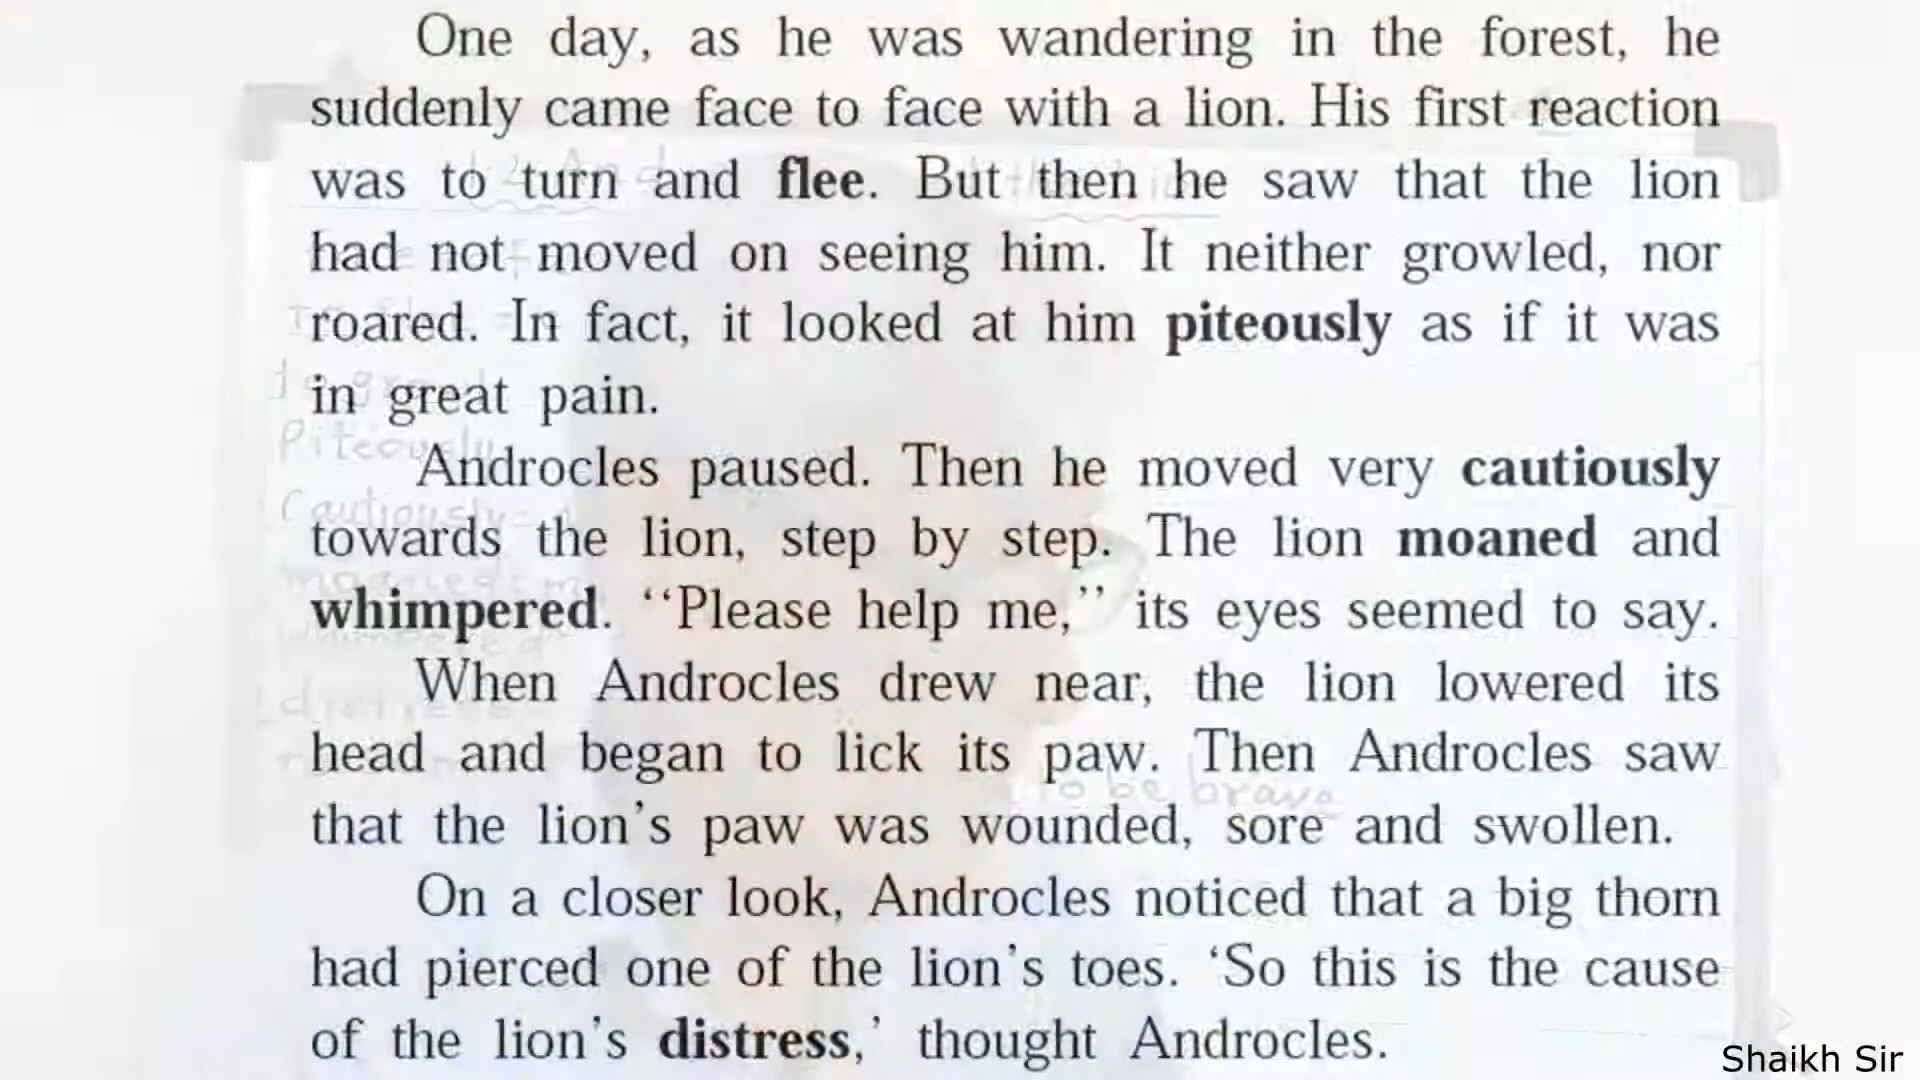 One day, as he was wandering in the forest, he
suddenly came face to face with a lion. His first reaction
was to turn and flee. But then he saw that the lion
had not moved on seeing him. It neither growled, nor
roared. In fact, it looked at him piteously as if it was
in great pain.
Androcles paused. Then he moved very cautiously
towards the lion, step by step. The lion moaned and
whimpered. “Please help me,” its eyes seemed to say.
When Androcles drew near, the lion lowered its
head and began to lick its paw. Then Androcles saw
that the lion’s paw was wounded, sore and swollen.
On a closer look, Androcles noticed that a big thorn
had pierced one of the lion’s toes. ‘So this is the cause
of the lion’s distress,’ thought Androcles.
Piteously
Cautiously
to be brave
Shaikh Sir